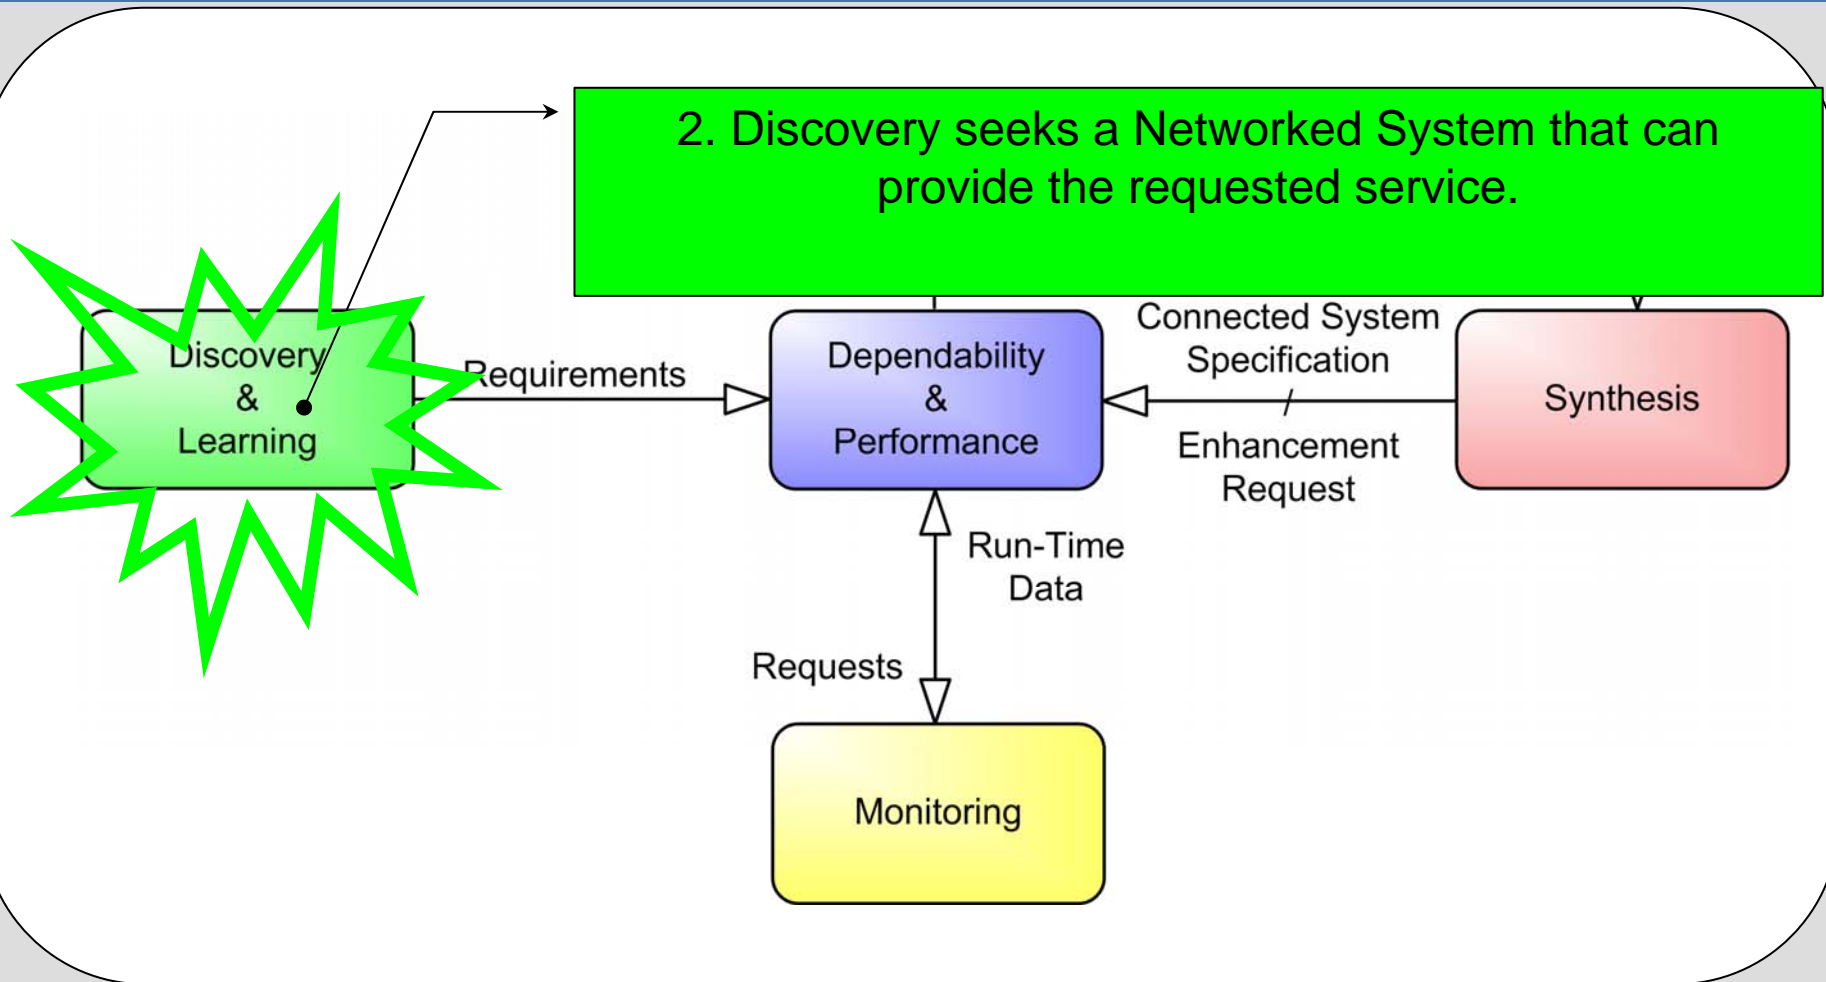 2. Discovery seeks a Networked System that can
provide the requested service.
Discovery
&
Learning
Requirements
Dependability
&
Performance
Connected System
Specification
Enhancement
Request
Synthesis
Run-Time
Data
Requests
Monitoring